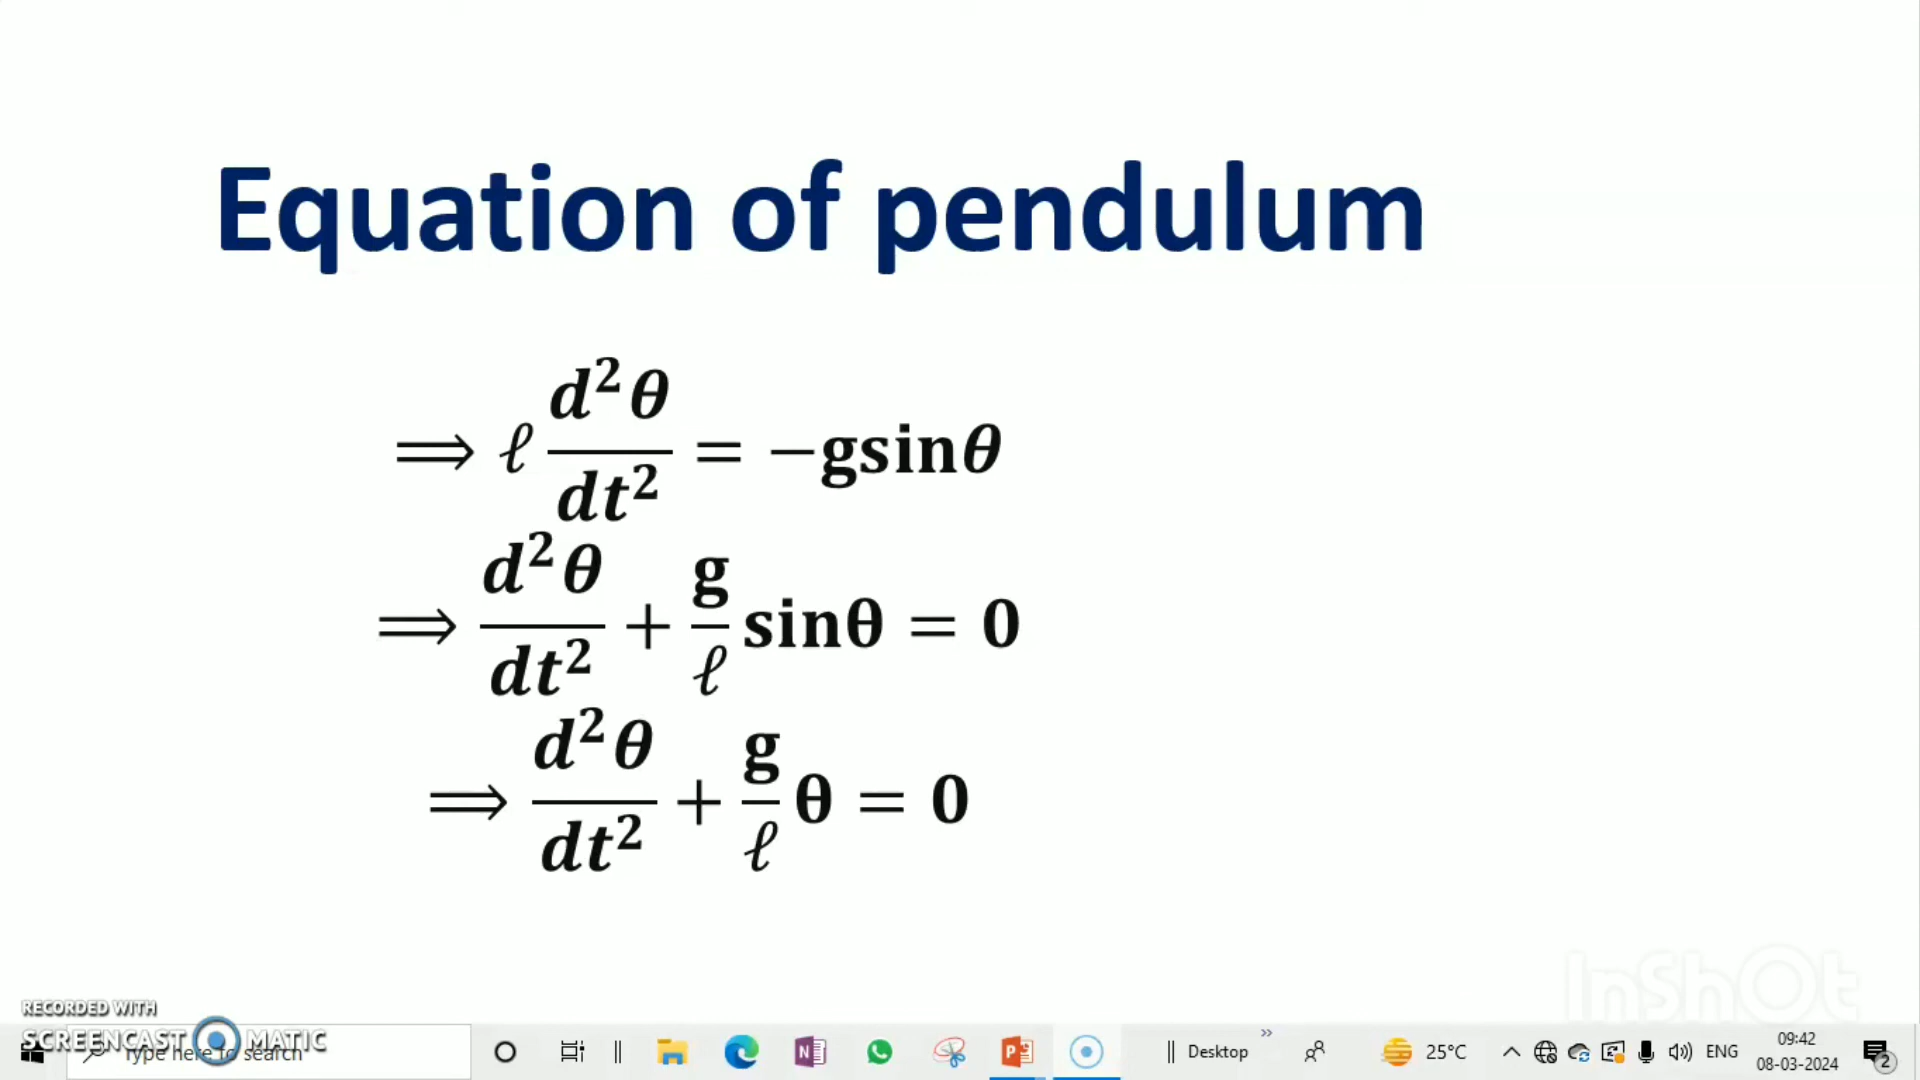 Equation of pendulum
⟹ ℓ d²θ/dt² = −gsinθ
⟹ d²θ/dt² + g/ℓ sinθ = 0
⟹ d²θ/dt² + g/ℓ θ = 0
InShOt
RECORDED WITH
SCREENCAST MATIC
Type here to search
Desktop
25°C
ENG
09:42
08-03-2024
2